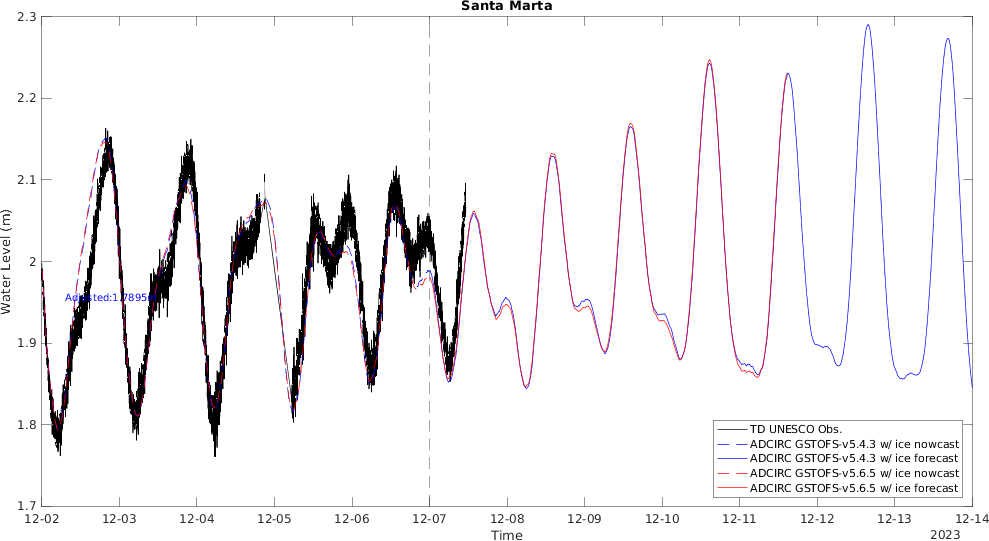 Santa Marta
Water Level (m)
2.3
2.2
2.1
2
1.9
1.8
1.7
TD UNESCO Obs.
ADCIRC GSTOFS-v5.4.3 w/ ice nowcast
ADCIRC GSTOFS-v5.4.3 w/ ice forecast
ADCIRC GSTOFS-v5.6.5 w/ ice nowcast
ADCIRC GSTOFS-v5.6.5 w/ ice forecast
12-02 12-03 12-04 12-05 12-06 12-07 12-08 12-09 12-10 12-11 12-12 12-13 12-14
Time
2023